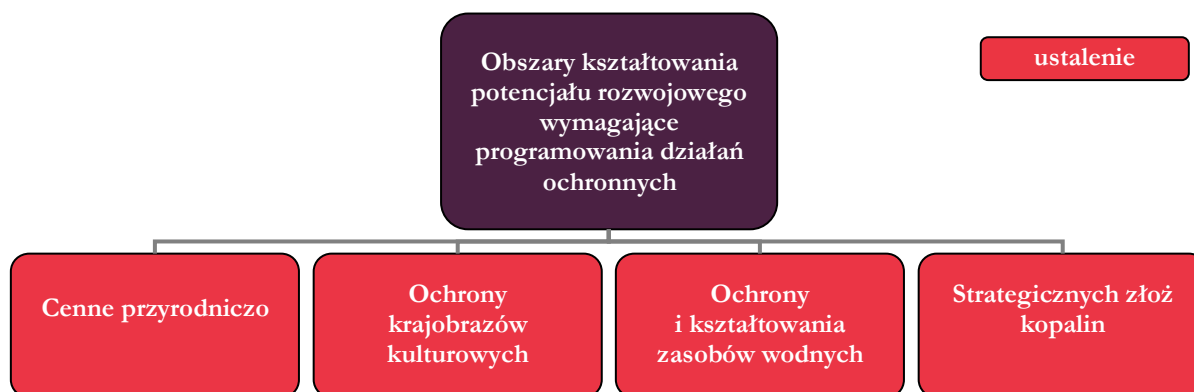 Obszary kształtowania
potencjału rozwojowego
wymagające
programowania działań
ochronnych
ustalenie
Cenne przyrodniczo
Ochrony
krajobrazów
kulturowych
Ochrony
i kształtowania
zasobów wodnych
Strategicznych złoż
kopalin